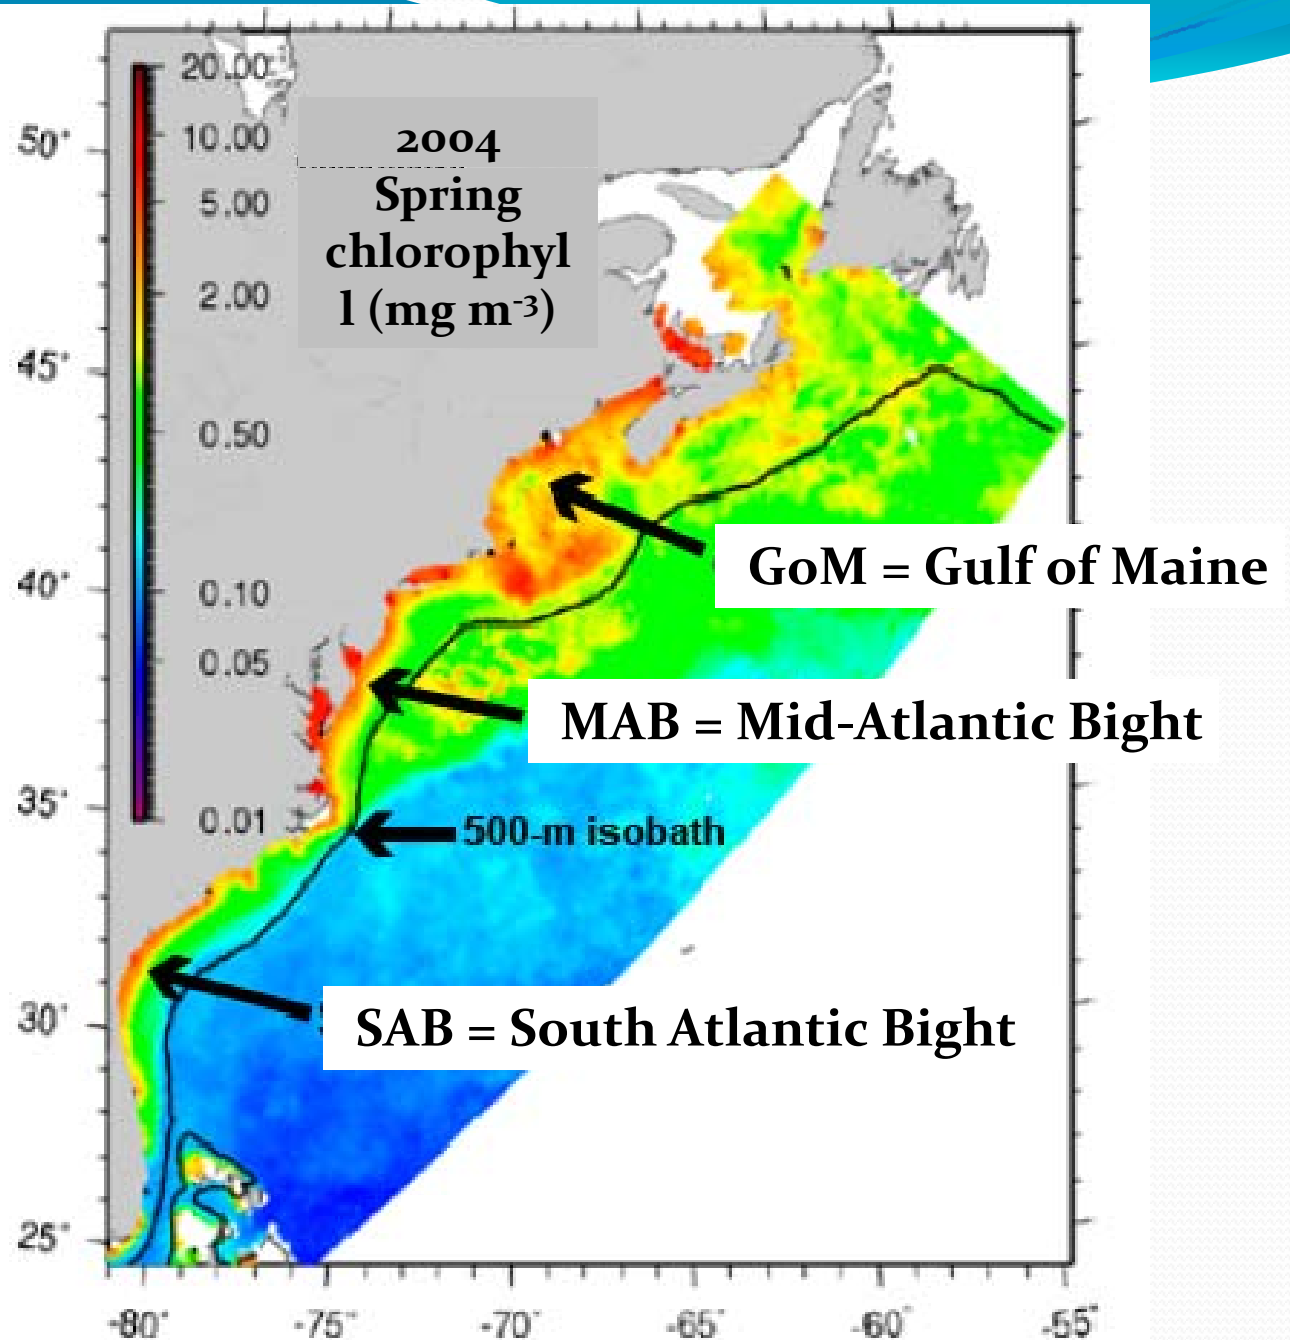 20.00
10.00
5.00
2.00
0.50
0.10
0.05
0.01
2004
Spring
chlorophyl
l (mg m⁻³)
50°
45°
40°
35°
30°
25°
GoM = Gulf of Maine
MAB = Mid-Atlantic Bight
500-m isobath
SAB = South Atlantic Bight
-80° -75° -70° -65° -60° -55°